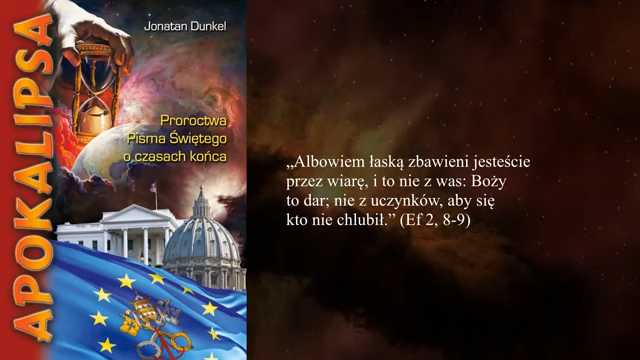 APOKALIPSA
Jonatan Dunkel
Proroctwa
Pisma Świętego
o czasach końca
„Albowiem łaską zbawieni jesteście
przez wiarę, i to nie z was: Boży
to dar; nie z uczynków, aby się
kto nie chlubił.” (Ef 2, 8-9)